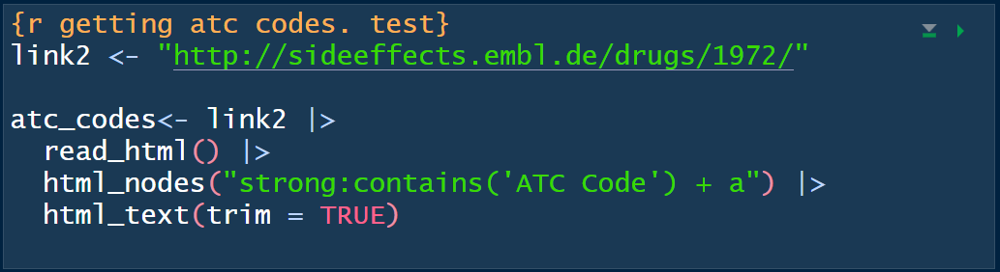 {r getting atc codes. test}
link2 <- "http://sideeffects.embl.de/drugs/1972/"
atc_codes<- link2 |>
read_html() |>
html_nodes("strong:contains('ATC Code') + a") |>
html_text(trim = TRUE)